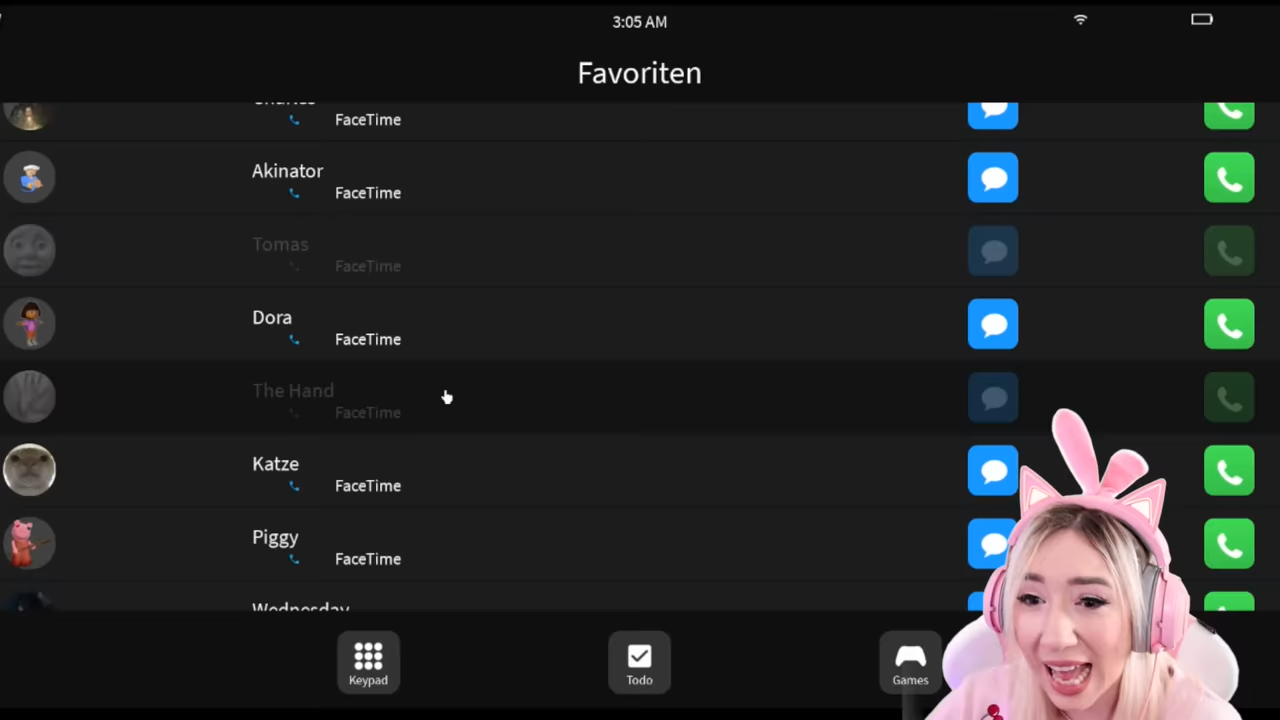 3:05 AM
Favoriten
Charles
FaceTime
Akinator
FaceTime
Tomas
FaceTime
Dora
FaceTime
The Hand
FaceTime
Katze
FaceTime
Piggy
FaceTime
Wednesday
Keypad
Todo
Games